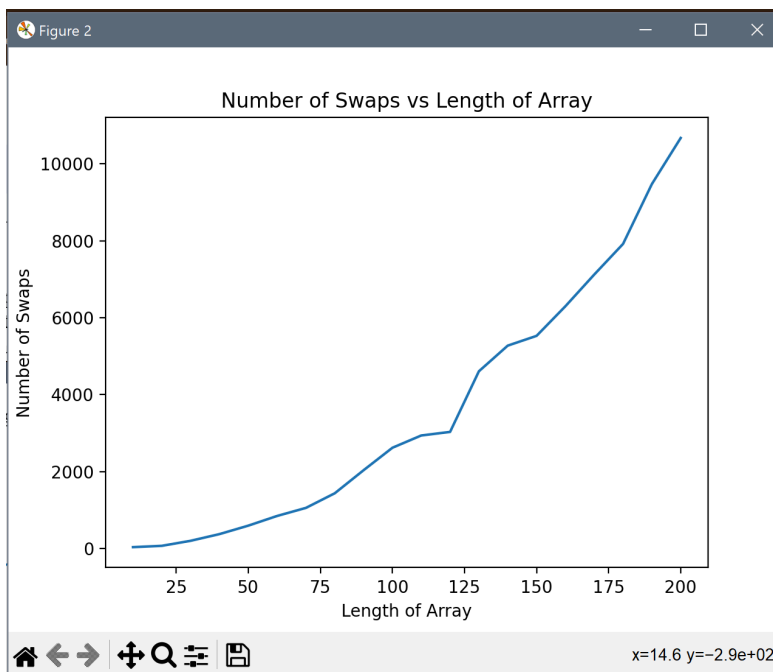 Figure 2
Number of Swaps vs Length of Array
Number of Swaps
10000
8000
6000
4000
2000
0
25 50 75 100 125 150 175 200
Length of Array
x=14.6 y=−2.9e+02